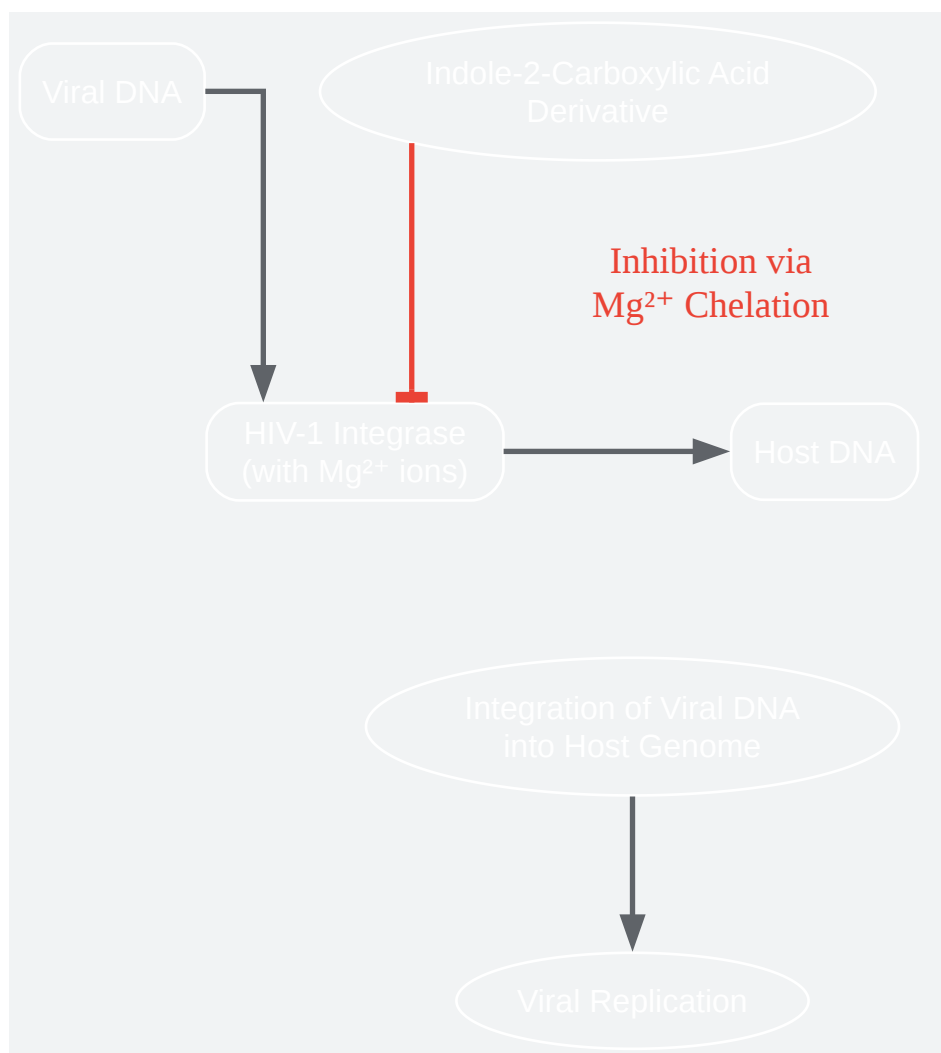 Viral DNA
Indole-2-Carboxylic Acid
Derivative
Inhibition via
Mg²⁺ Chelation
HIV-1 Integrase
(with Mg²⁺ ions)
Host DNA
Integration of Viral DNA
into Host Genome
Viral Replication